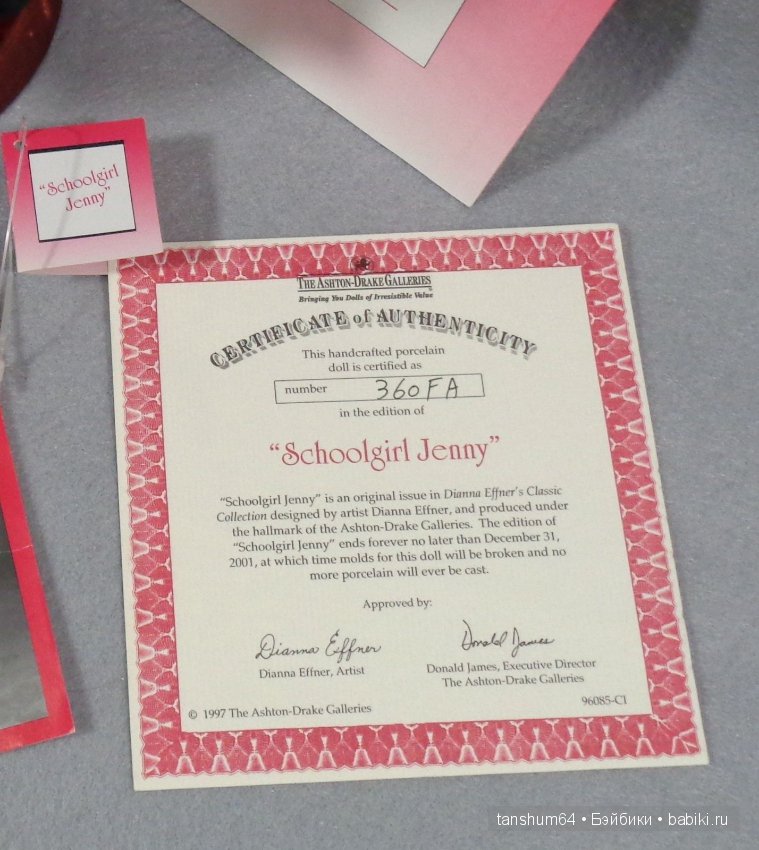 "Schoolgirl
Jenny"
THE ASHTON-DRAKE GALLERIES
Bringing You Dolls of Irresistible Value
CERTIFICATE of AUTHENTICITY
This handcrafted porcelain
doll is certified as
number 360FA
in the edition of
"Schoolgirl Jenny"
"Schoolgirl Jenny" is an original issue in Dianna Effner's Classic
Collection designed by artist Dianna Effner, and produced under
the hallmark of the Ashton-Drake Galleries. The edition of
"Schoolgirl Jenny" ends forever no later than December 31,
2001, at which time molds for this doll will be broken and no
more porcelain will ever be cast.
Approved by:
Dianna Effner Donald James
Dianna Effner, Artist
Donald James, Executive Director
The Ashton-Drake Galleries
© 1997 The Ashton-Drake Galleries
96085-C1
tanshum64 • Бэйбики • babiki.ru